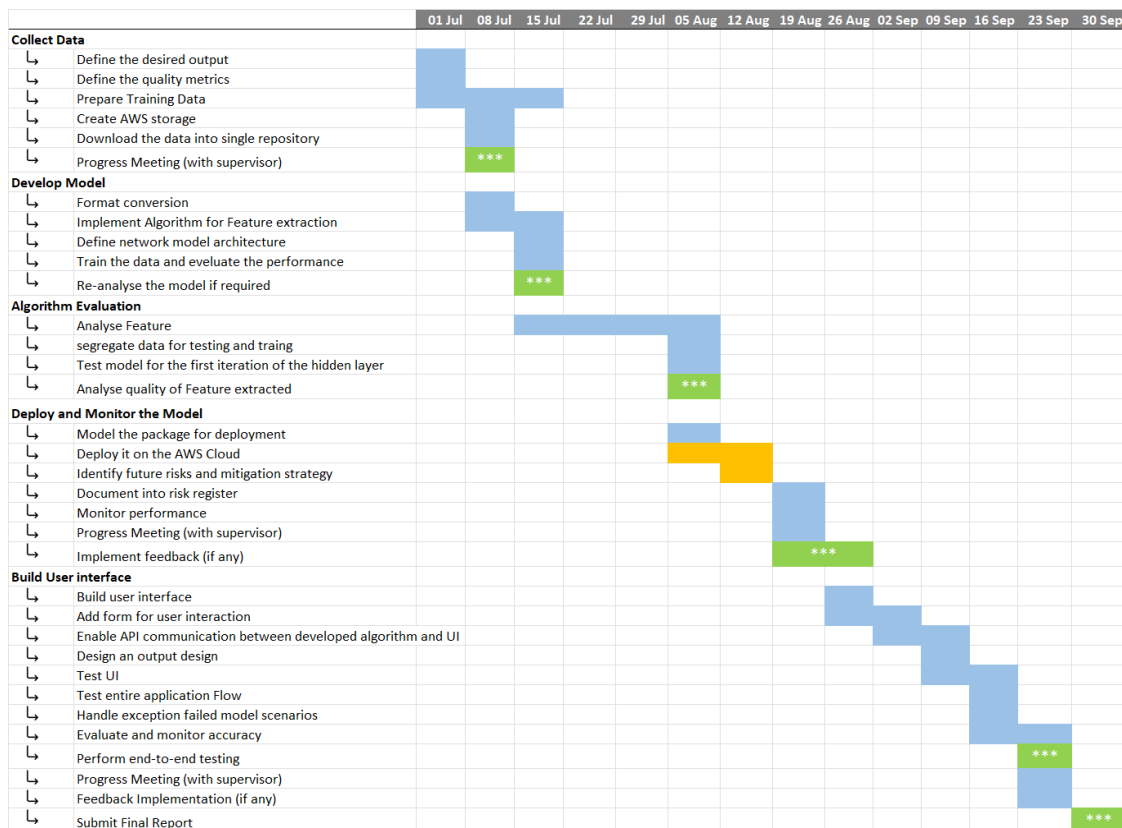 01 Jul 08 Jul 15 Jul 22 Jul 29 Jul 05 Aug 12 Aug 19 Aug 26 Aug 02 Sep 09 Sep 16 Sep 23 Sep 30 Sep
Collect Data
Define the desired output
Define the quality metrics
Prepare Training Data
Create AWS storage
Download the data into single repository
Progress Meeting (with supervisor) ***
Develop Model
Format conversion
Implement Algorithm for Feature extraction
Define network model architecture
Train the data and eveluate the performance
Re-analyse the model if required ***
Algorithm Evaluation
Analyse Feature
segregate data for testing and traing
Test model for the first iteration of the hidden layer
Analyse quality of Feature extracted ***
Deploy and Monitor the Model
Model the package for deployment
Deploy it on the AWS Cloud
Identify future risks and mitigation strategy
Document into risk register
Monitor performance
Progress Meeting (with supervisor)
Implement feedback (if any) ***
Build User interface
Build user interface
Add form for user interaction
Enable API communication between developed algorithm and UI
Design an output design
Test UI
Test entire application Flow
Handle exception failed model scenarios
Evaluate and monitor accuracy
Perform end-to-end testing ***
Progress Meeting (with supervisor)
Feedback Implementation (if any)
Submit Final Report ***